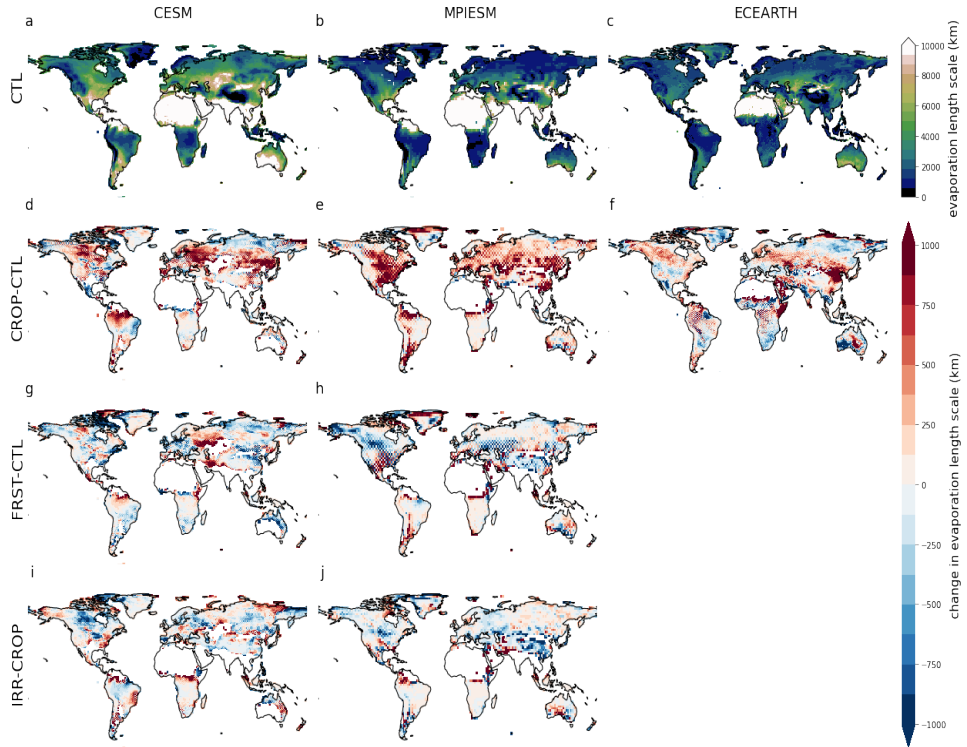 CESM MPIESM ECEARTH
a b c
CTL
10000
8000
6000
4000
2000
0
evaporation length scale (km)
d e f
CROP-CTL
g h
FRST-CTL
i j
IRR-CROP
1000
750
500
250
0
−250
−500
−750
−1000
change in evaporation length scale (km)